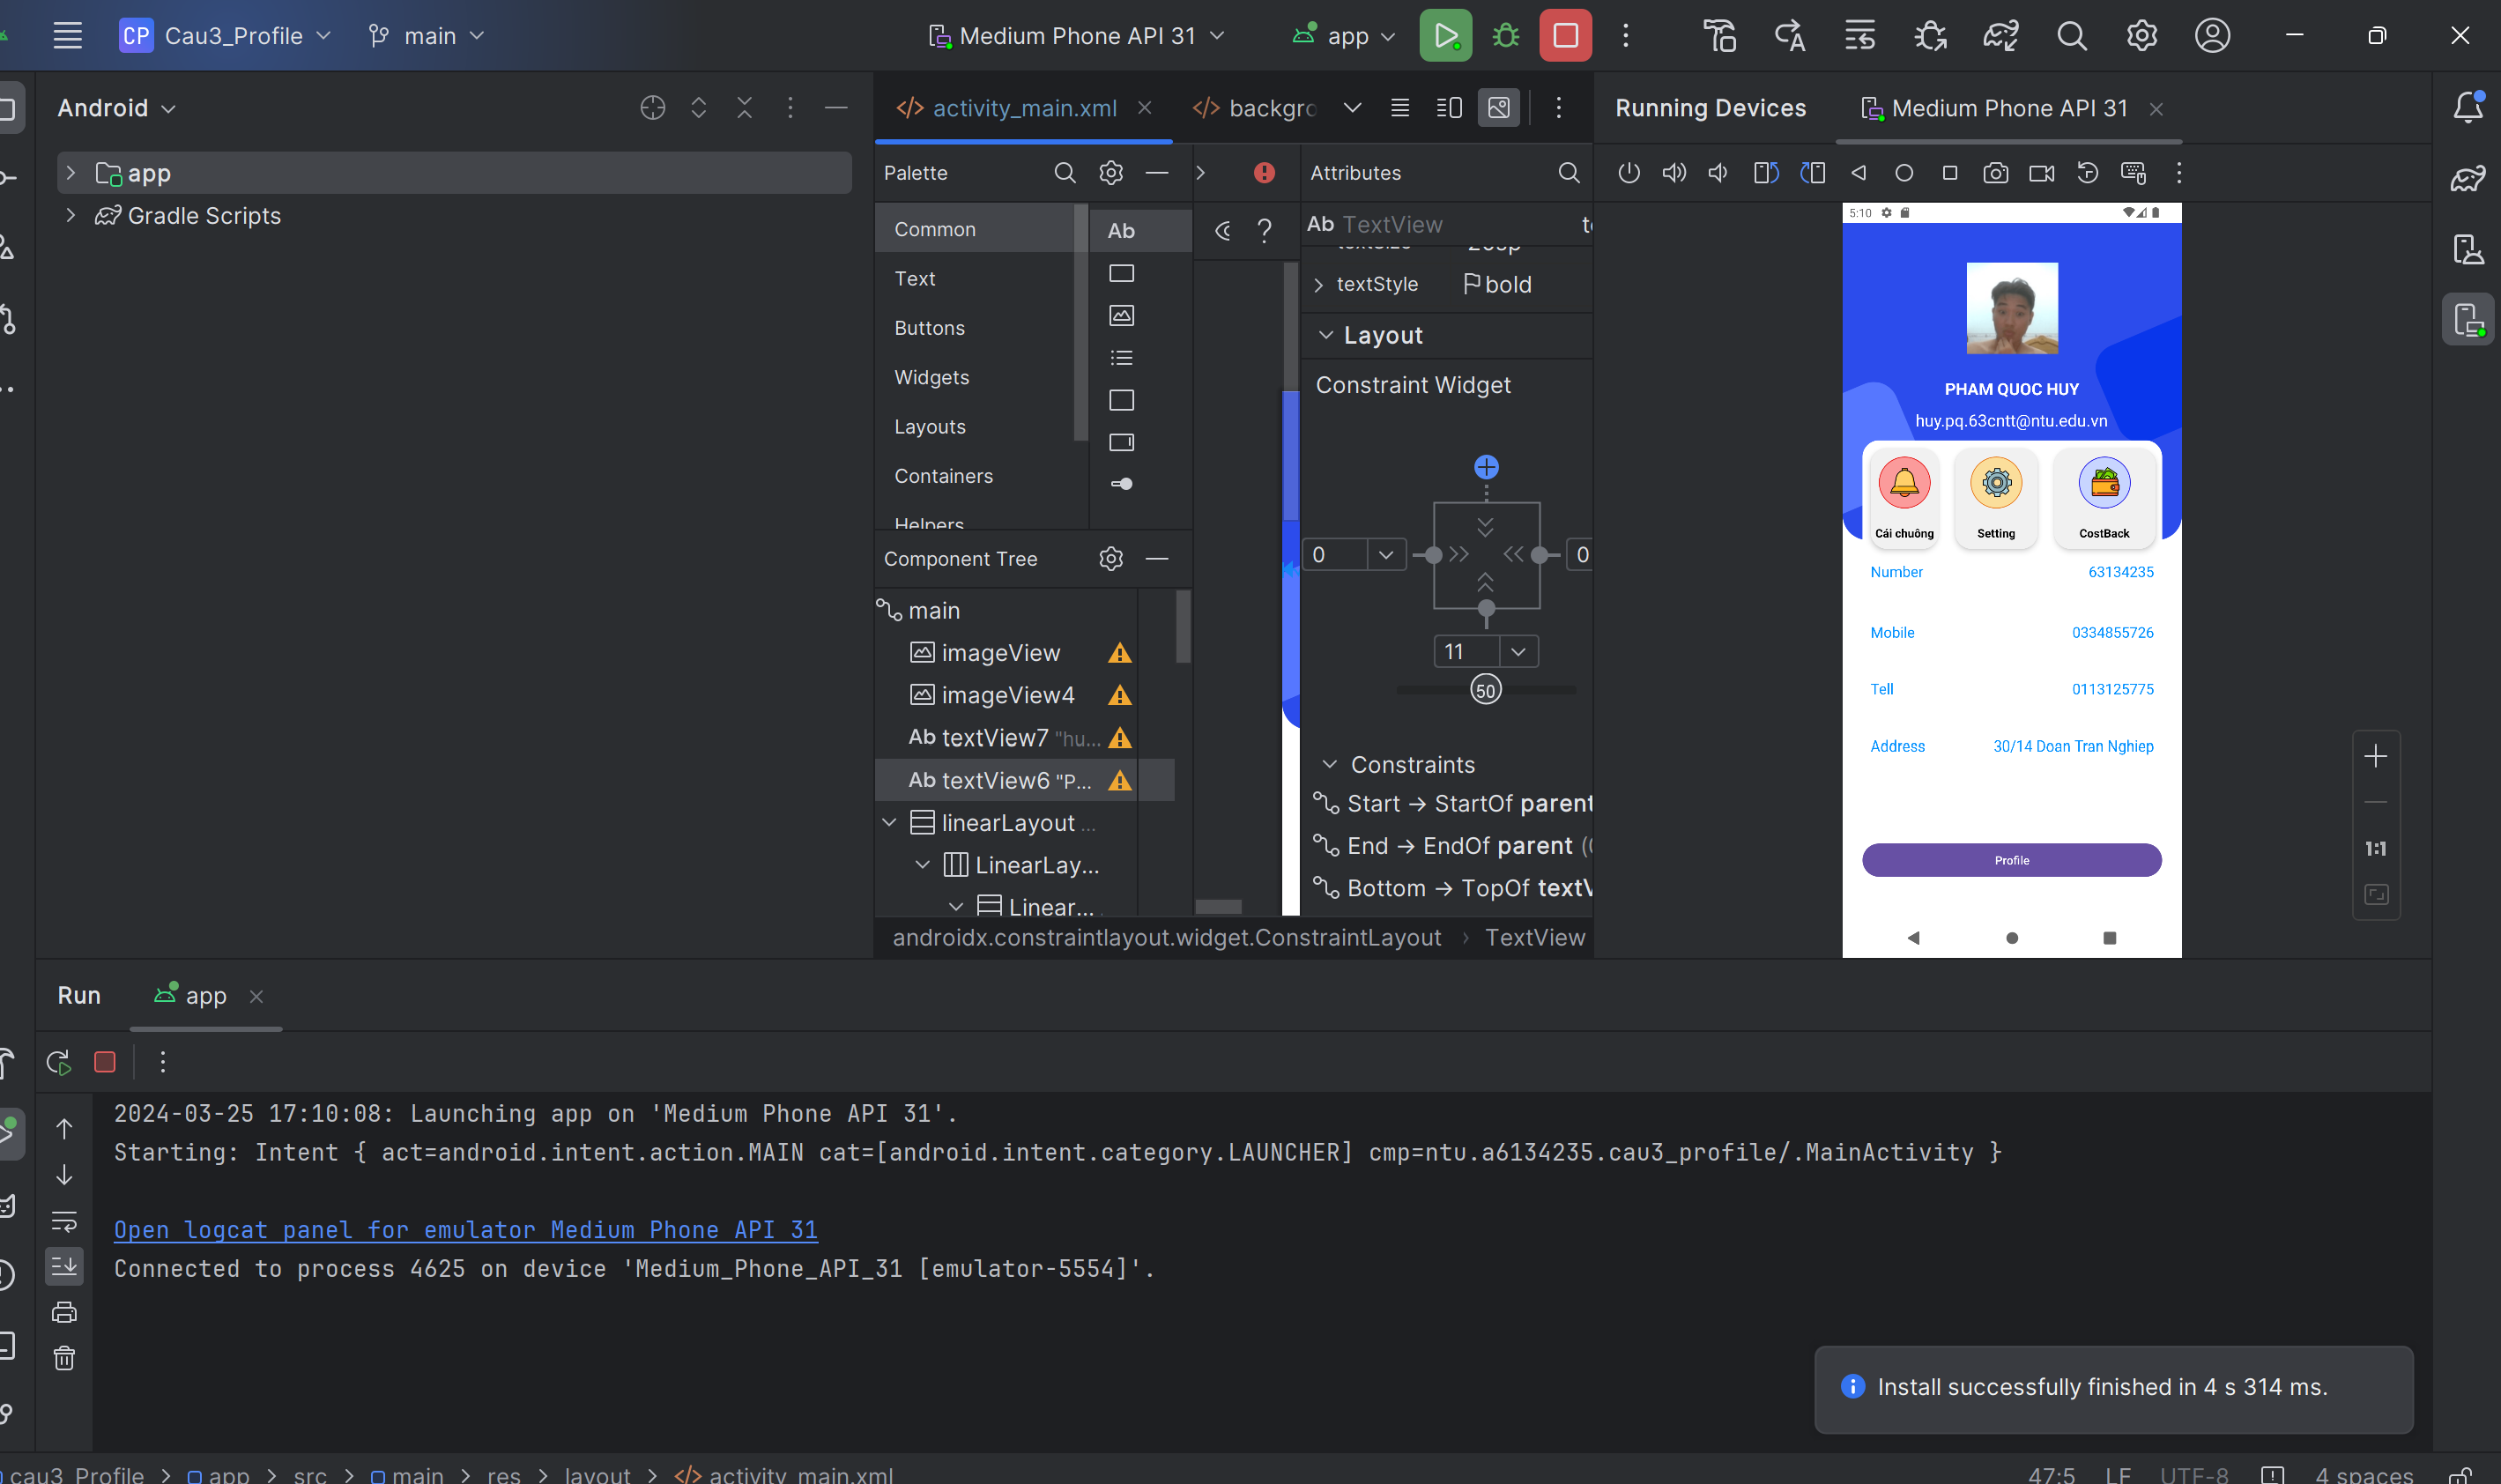 CP Cau3_Profile main Medium Phone API 31 app
Android
app
Gradle Scripts
activity_main.xml backgro
Palette
Common
Text
Buttons
Widgets
Layouts
Containers
Helpers
Ab
Component Tree
main
imageView
imageView4
Ab textView7 "hu...
Ab textView6 "P...
linearLayout ...
LinearLay...
Linear...
?
Attributes
Ab TextView
textStyle bold
Layout
Constraint Widget
0
0
11
50
Constraints
Start → StartOf parent
End → EndOf parent
Bottom → TopOf textV
androidx.constraintlayout.widget.ConstraintLayout TextView
Running Devices Medium Phone API 31
5:10
PHAM QUOC HUY
huy.pq.63cntt@ntu.edu.vn
Cái chuông Setting CostBack
Number 63134235
Mobile 0334855726
Tell 0113125775
Address 30/14 Doan Tran Nghiep
Profile
1:1
Run app
2024-03-25 17:10:08: Launching app on 'Medium Phone API 31'.
Starting: Intent { act=android.intent.action.MAIN cat=[android.intent.category.LAUNCHER] cmp=ntu.a6134235.cau3_profile/.MainActivity }
Open logcat panel for emulator Medium Phone API 31
Connected to process 4625 on device 'Medium_Phone_API_31 [emulator-5554]'.
Install successfully finished in 4 s 314 ms.
cau3_Profile > app > src > main > res > layout > activity_main.xml
47:5 LF UTF-8 4 spaces